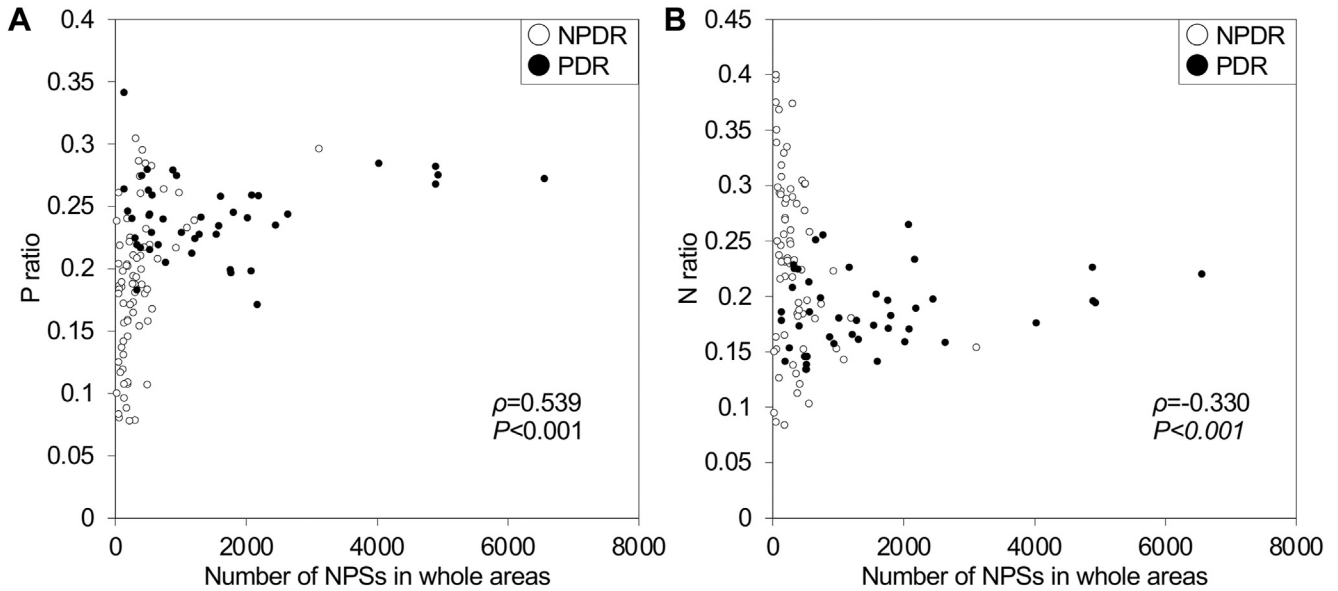 A
0.4
0.35
0.3
0.25
0.2
0.15
0.1
0.05
0
P ratio
NPDR
PDR
ρ=0.539
P<0.001
0 2000 4000 6000 8000
Number of NPSs in whole areas
B
0.45
0.4
0.35
0.3
0.25
0.2
0.15
0.1
0.05
0
N ratio
NPDR
PDR
ρ=-0.330
P<0.001
0 2000 4000 6000 8000
Number of NPSs in whole areas